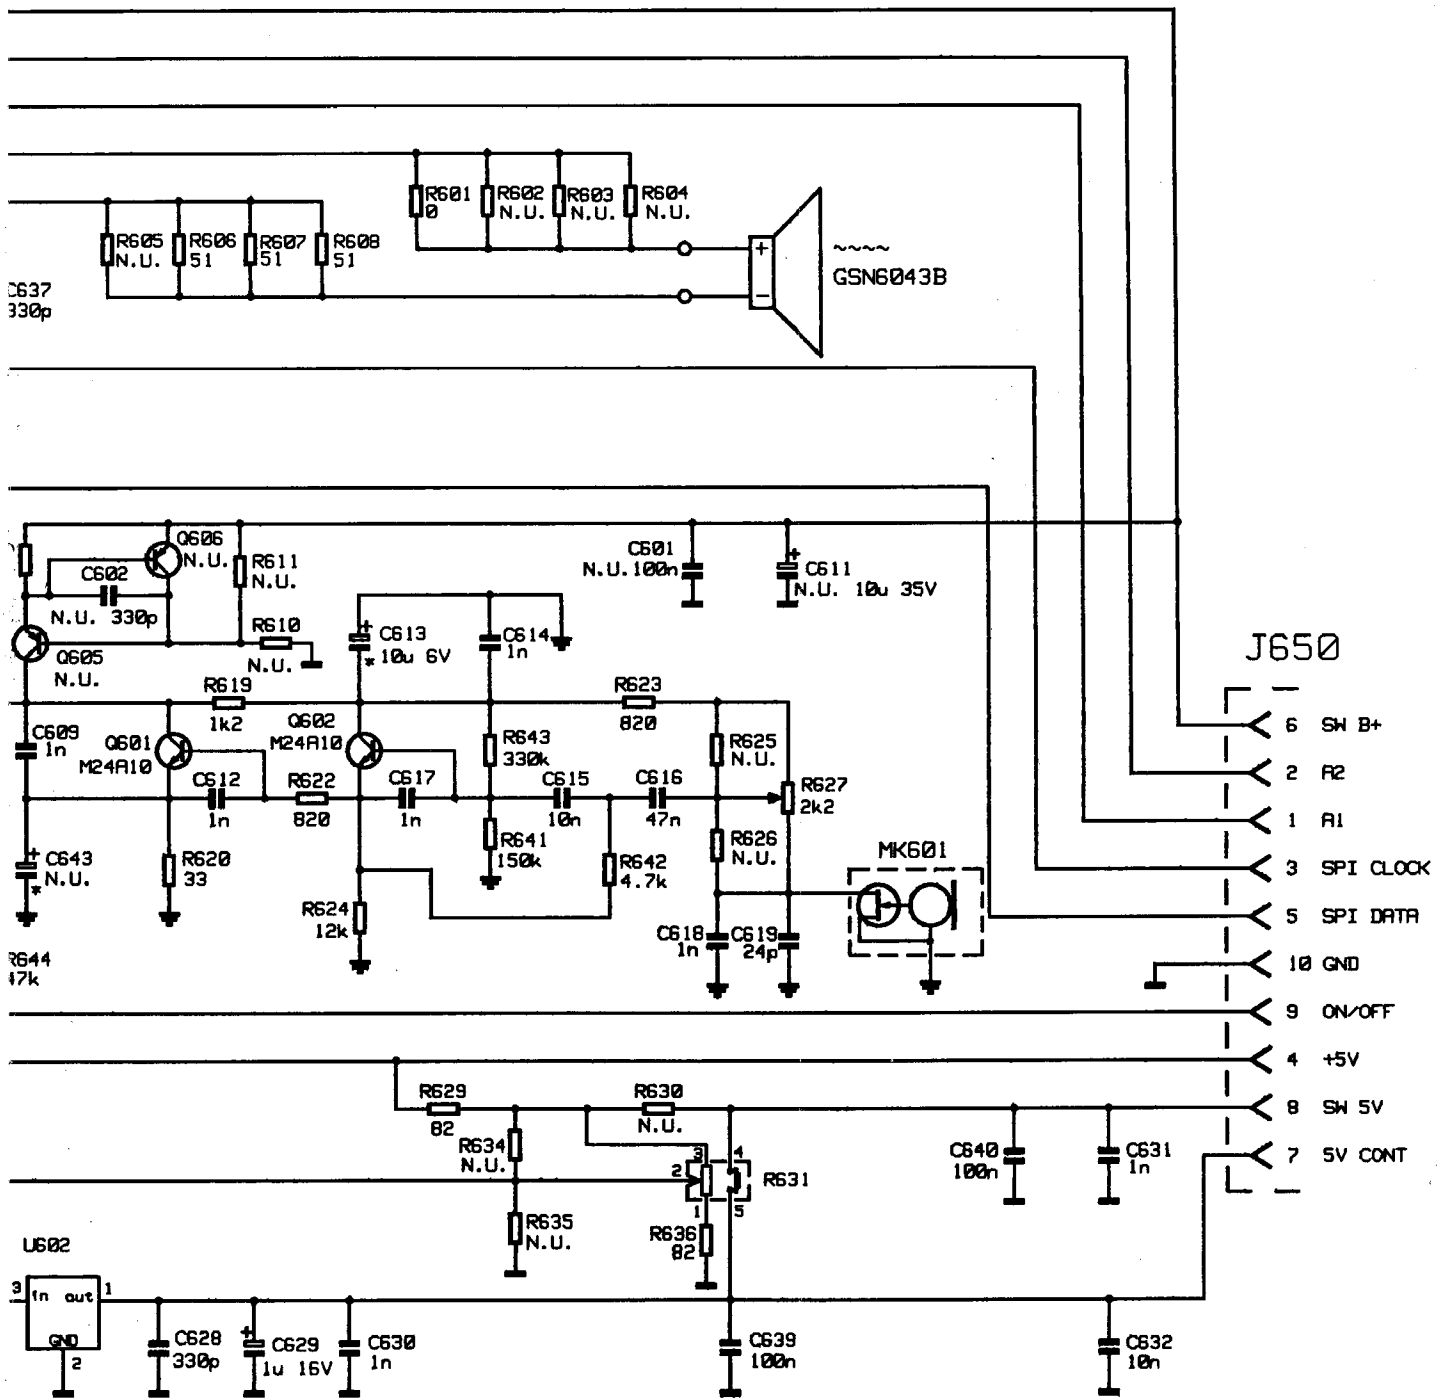 R601
0
R602
N.U.
R603
N.U.
R604
N.U.
R605
N.U.
R606
51
R607
51
R608
51
+
−
~~~~
GSN6043B
C637
330p
Q606
N.U.
R611
N.U.
C602
N.U. 330p
R610
N.U.
Q605
N.U.
C601
N.U. 100n
+
C611
N.U. 10u 35V
+
C613
* 10u 6V
C614
1n
J650
R619
1k2
R623
820
C609
1n
Q601
M24A10
Q602
M24A10
R643
330k
R625
N.U.
R627
2k2
C612
1n
R622
820
C617
1n
C615
10n
C616
47n
R641
150k
R626
N.U.
+
C643
* N.U.
R620
33
R642
4.7k
MK601
R624
12k
C618
1n
C619
24p
R644
47k
6 SW B+
2 A2
1 A1
3 SPI CLOCK
5 SPI DATA
10 GND
9 ON/OFF
4 +5V
8 SW 5V
7 5V CONT
R629
82
R630
N.U.
R634
N.U.
3
4
2
R631
1
5
R635
N.U.
R636
82
C640
100n
C631
1n
U602
3 in out 1
GND
2
C628
330p
+
C629
1u 16V
C630
1n
C639
100n
C632
10n